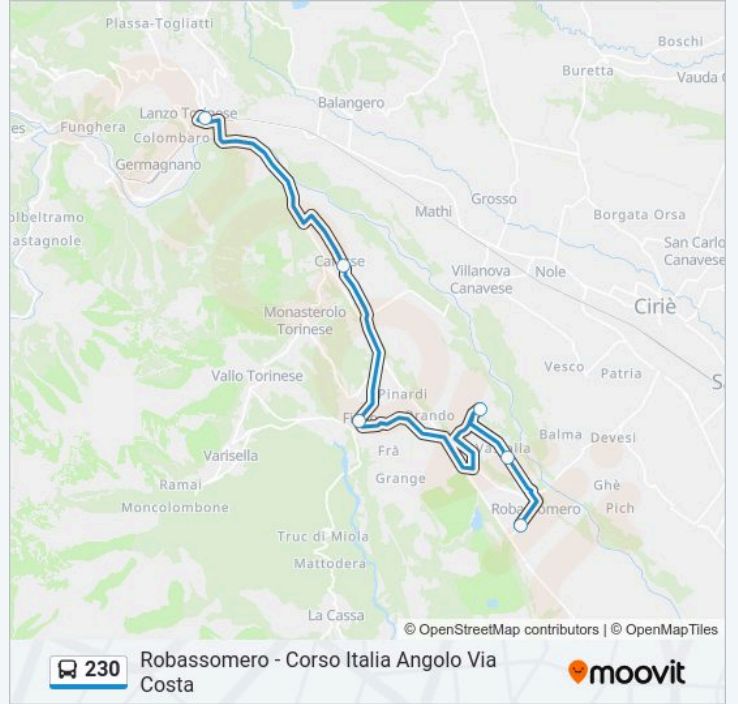 Plassa-Togliatti
Boschi
Buretta
Vauda
Balangero
Lanzo Torinese
Funghera
Colombaro
Germagnano
Grosso
Mathi
Borgata Orsa
San Carlo
Canavese
Villanova
Canavese
Nole
Ciriè
Monasterolo
Torinese
Vesco
Patria
Vallo Torinese
Pinardi
Grando
Balma
Devesi
Varisella
Frà
Grange
Ramai
Moncolombone
Robassomero
Ghè
Pich
Truc di Miola
Mattodera
La Cassa
© OpenStreetMap contributors | © OpenMapTiles
230
Robassomero - Corso Italia Angolo Via
Costa
moovit